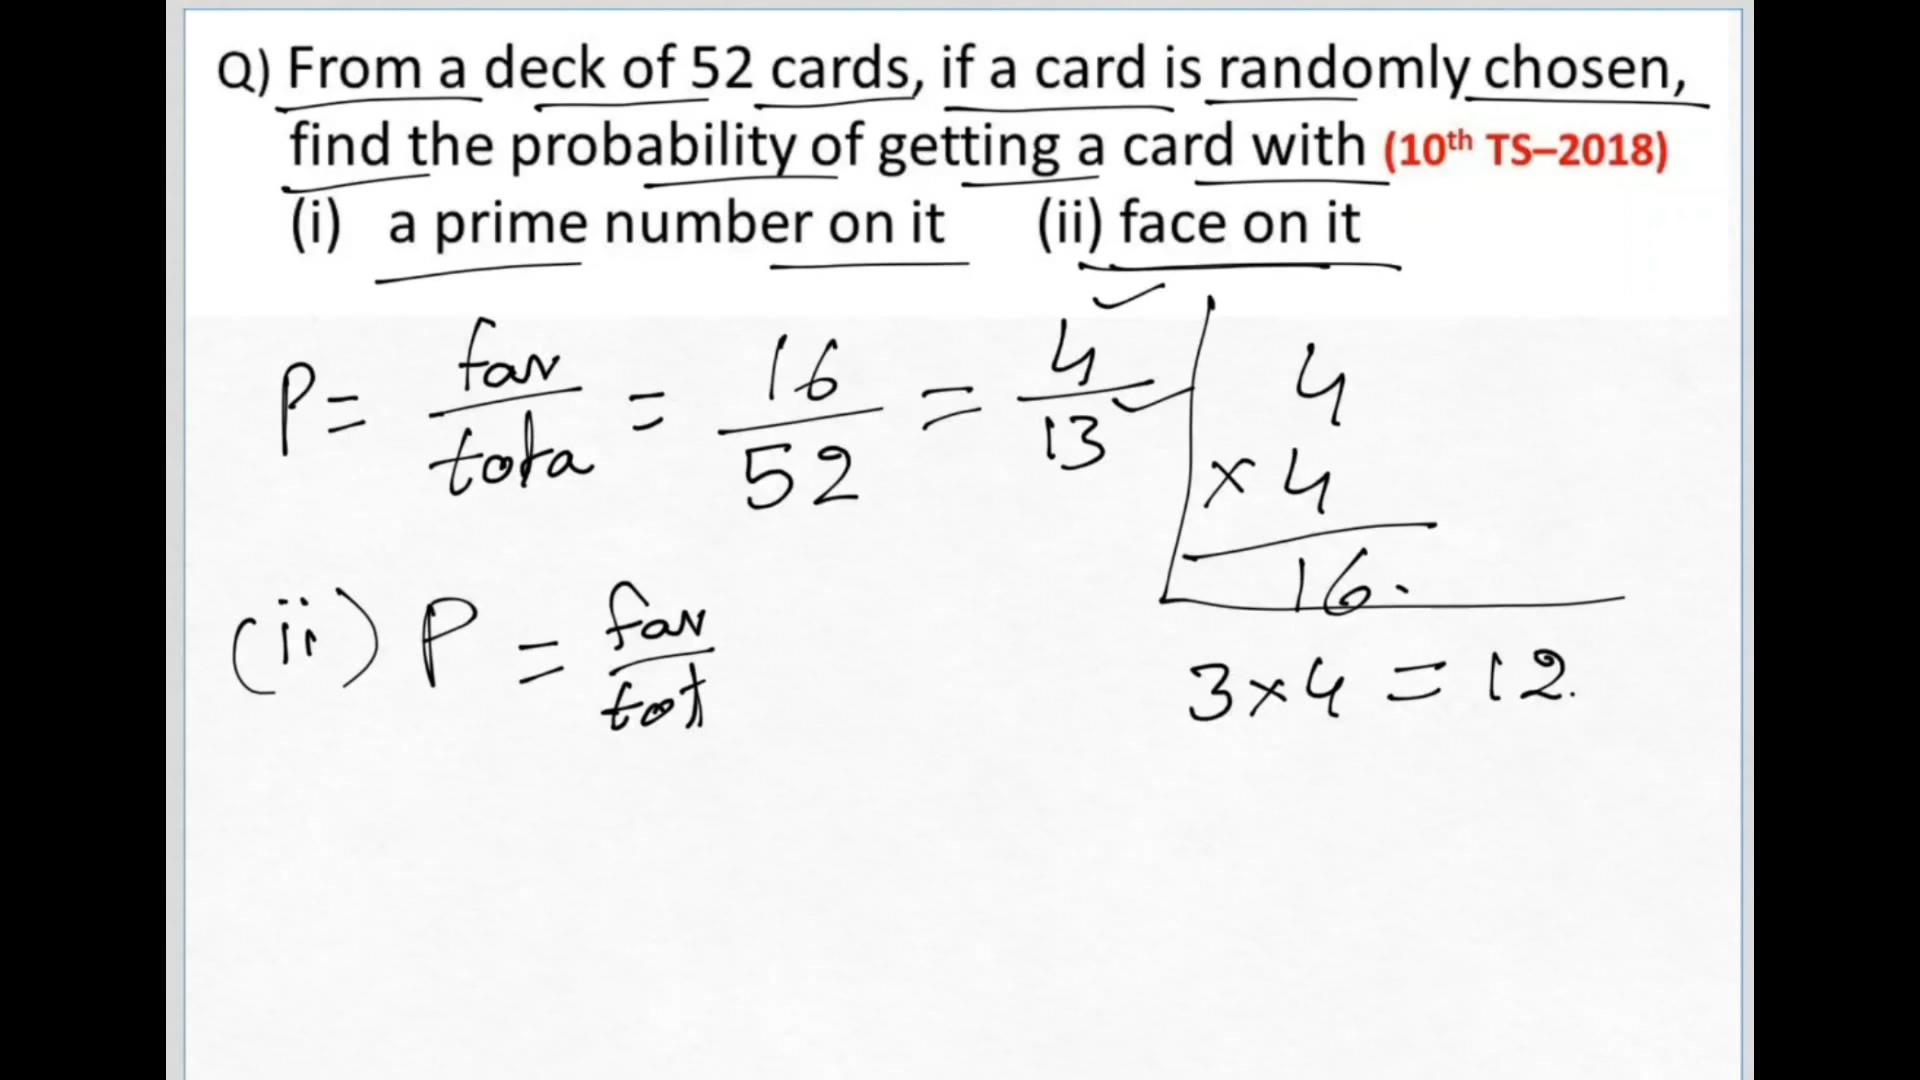 Q) From a deck of 52 cards, if a card is randomly chosen,
find the probability of getting a card with (10th TS–2018)
(i) a prime number on it (ii) face on it
P = fav/tota = 16/52 = 4/13
4
× 4
16.
(ii) P = fav/tot
3 × 4 = 12.